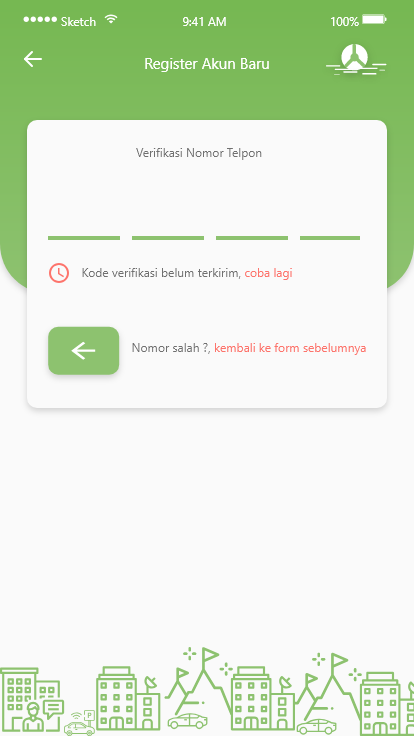 Sketch 9:41 AM 100%
Register Akun Baru
Verifikasi Nomor Telpon
Kode verifikasi belum terkirim, coba lagi
Nomor salah ?, kembali ke form sebelumnya
P